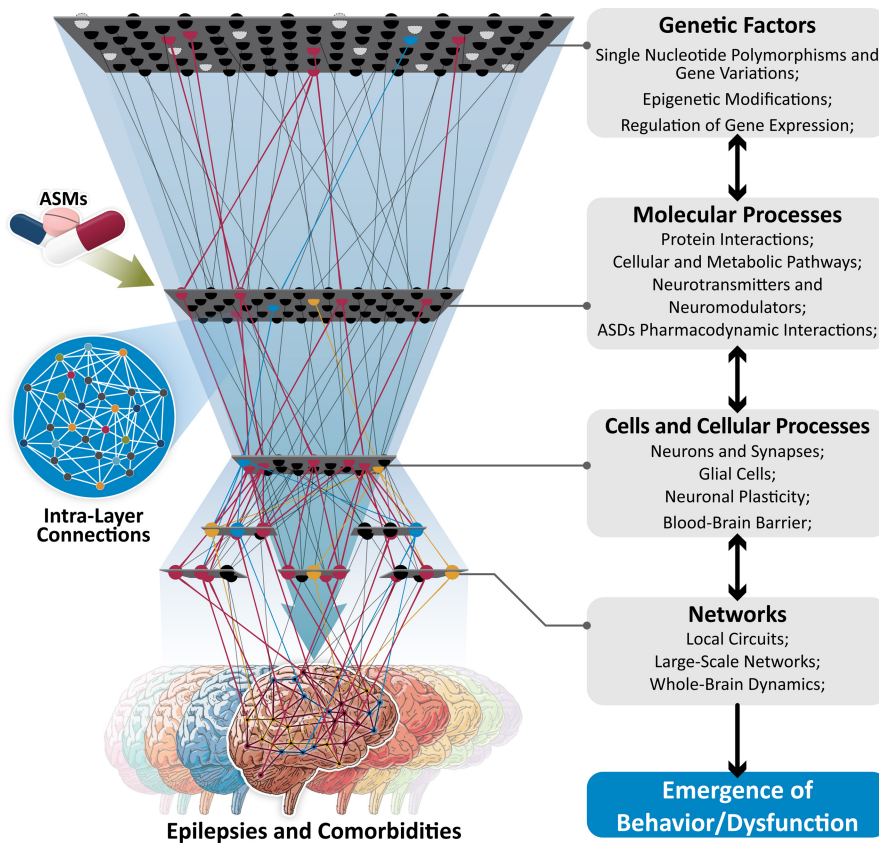 Genetic Factors
Single Nucleotide Polymorphisms and
Gene Variations;
Epigenetic Modifications;
Regulation of Gene Expression;
ASMs
Molecular Processes
Protein Interactions;
Cellular and Metabolic Pathways;
Neurotransmitters and
Neuromodulators;
ASDs Pharmacodynamic Interactions;
Intra-Layer
Connections
Cells and Cellular Processes
Neurons and Synapses;
Glial Cells;
Neuronal Plasticity;
Blood-Brain Barrier;
Networks
Local Circuits;
Large-Scale Networks;
Whole-Brain Dynamics;
Emergence of
Behavior/Dysfunction
Epilepsies and Comorbidities